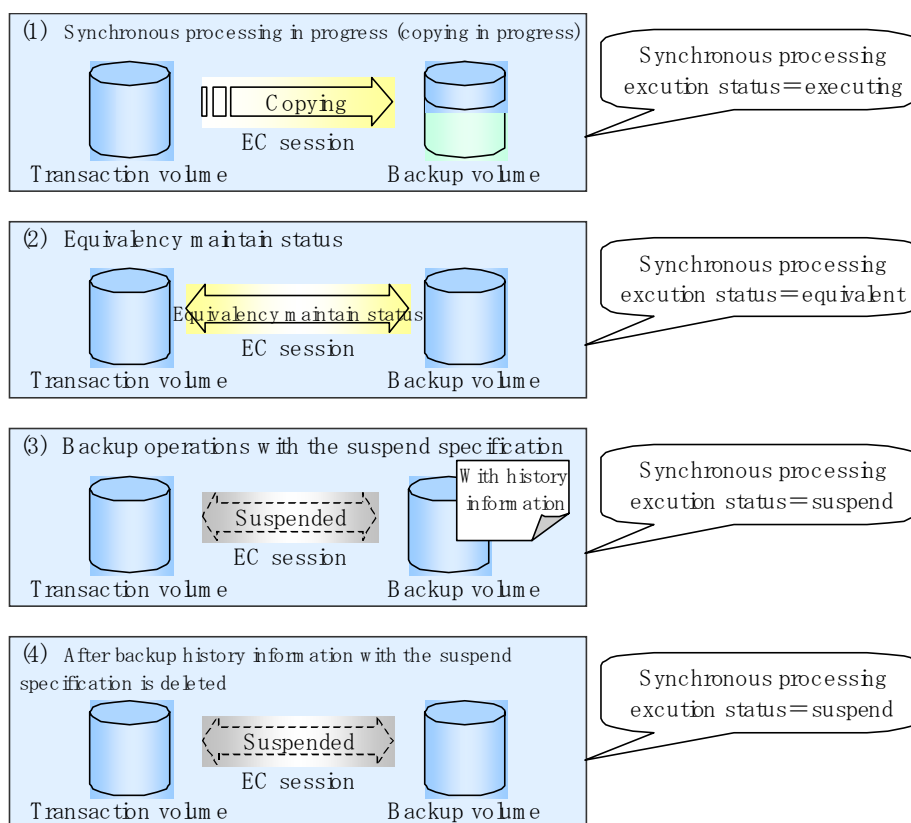 (1) Synchronous processing in progress (copying in progress)
Copying
EC session
Transaction volume
Backup volume
Synchronous processing
excution status=executing
(2) Equivalency maintain status
Equivalency maintain status
EC session
Transaction volume
Backup volume
Synchronous processing
excution status=equivalent
(3) Backup operations with the suspend specification
With history
information
Suspended
EC session
Transaction volume
Backup volume
Synchronous processing
excution status=suspend
(4) After backup history information with the suspend
specification is deleted
Suspended
EC session
Transaction volume
Backup volume
Synchronous processing
excution status=suspend